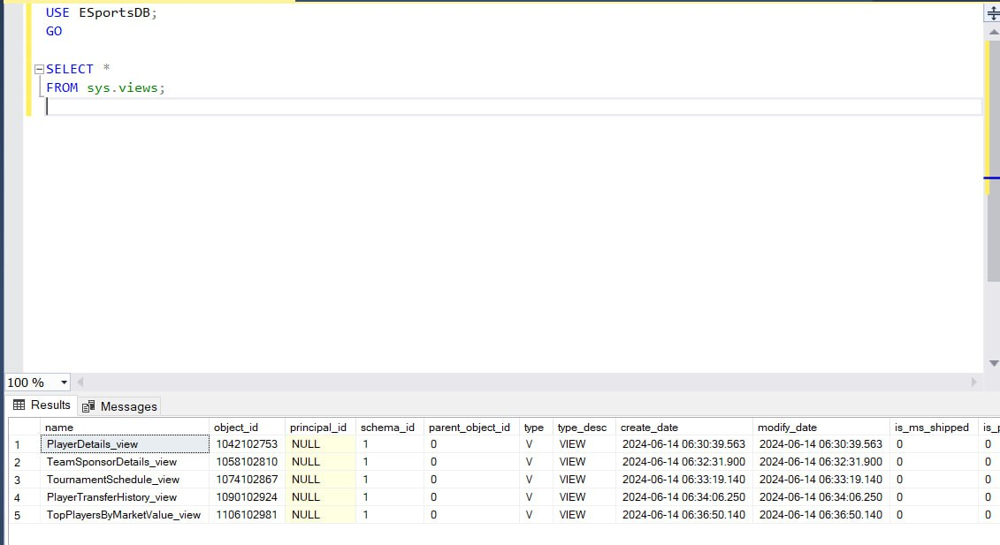 USE ESportsDB;
GO
SELECT *
FROM sys.views;
100 %
Results Messages
name object_id principal_id schema_id parent_object_id type type_desc create_date modify_date is_ms_shipped is_p
1 PlayerDetails_view 1042102753 NULL 1 0 V VIEW 2024-06-14 06:30:39.563 2024-06-14 06:30:39.563 0 0
2 TeamSponsorDetails_view 1058102810 NULL 1 0 V VIEW 2024-06-14 06:32:31.900 2024-06-14 06:32:31.900 0 0
3 TournamentSchedule_view 1074102867 NULL 1 0 V VIEW 2024-06-14 06:33:19.140 2024-06-14 06:33:19.140 0 0
4 PlayerTransferHistory_view 1090102924 NULL 1 0 V VIEW 2024-06-14 06:34:06.250 2024-06-14 06:34:06.250 0 0
5 TopPlayersByMarketValue_view 1106102981 NULL 1 0 V VIEW 2024-06-14 06:36:50.140 2024-06-14 06:36:50.140 0 0